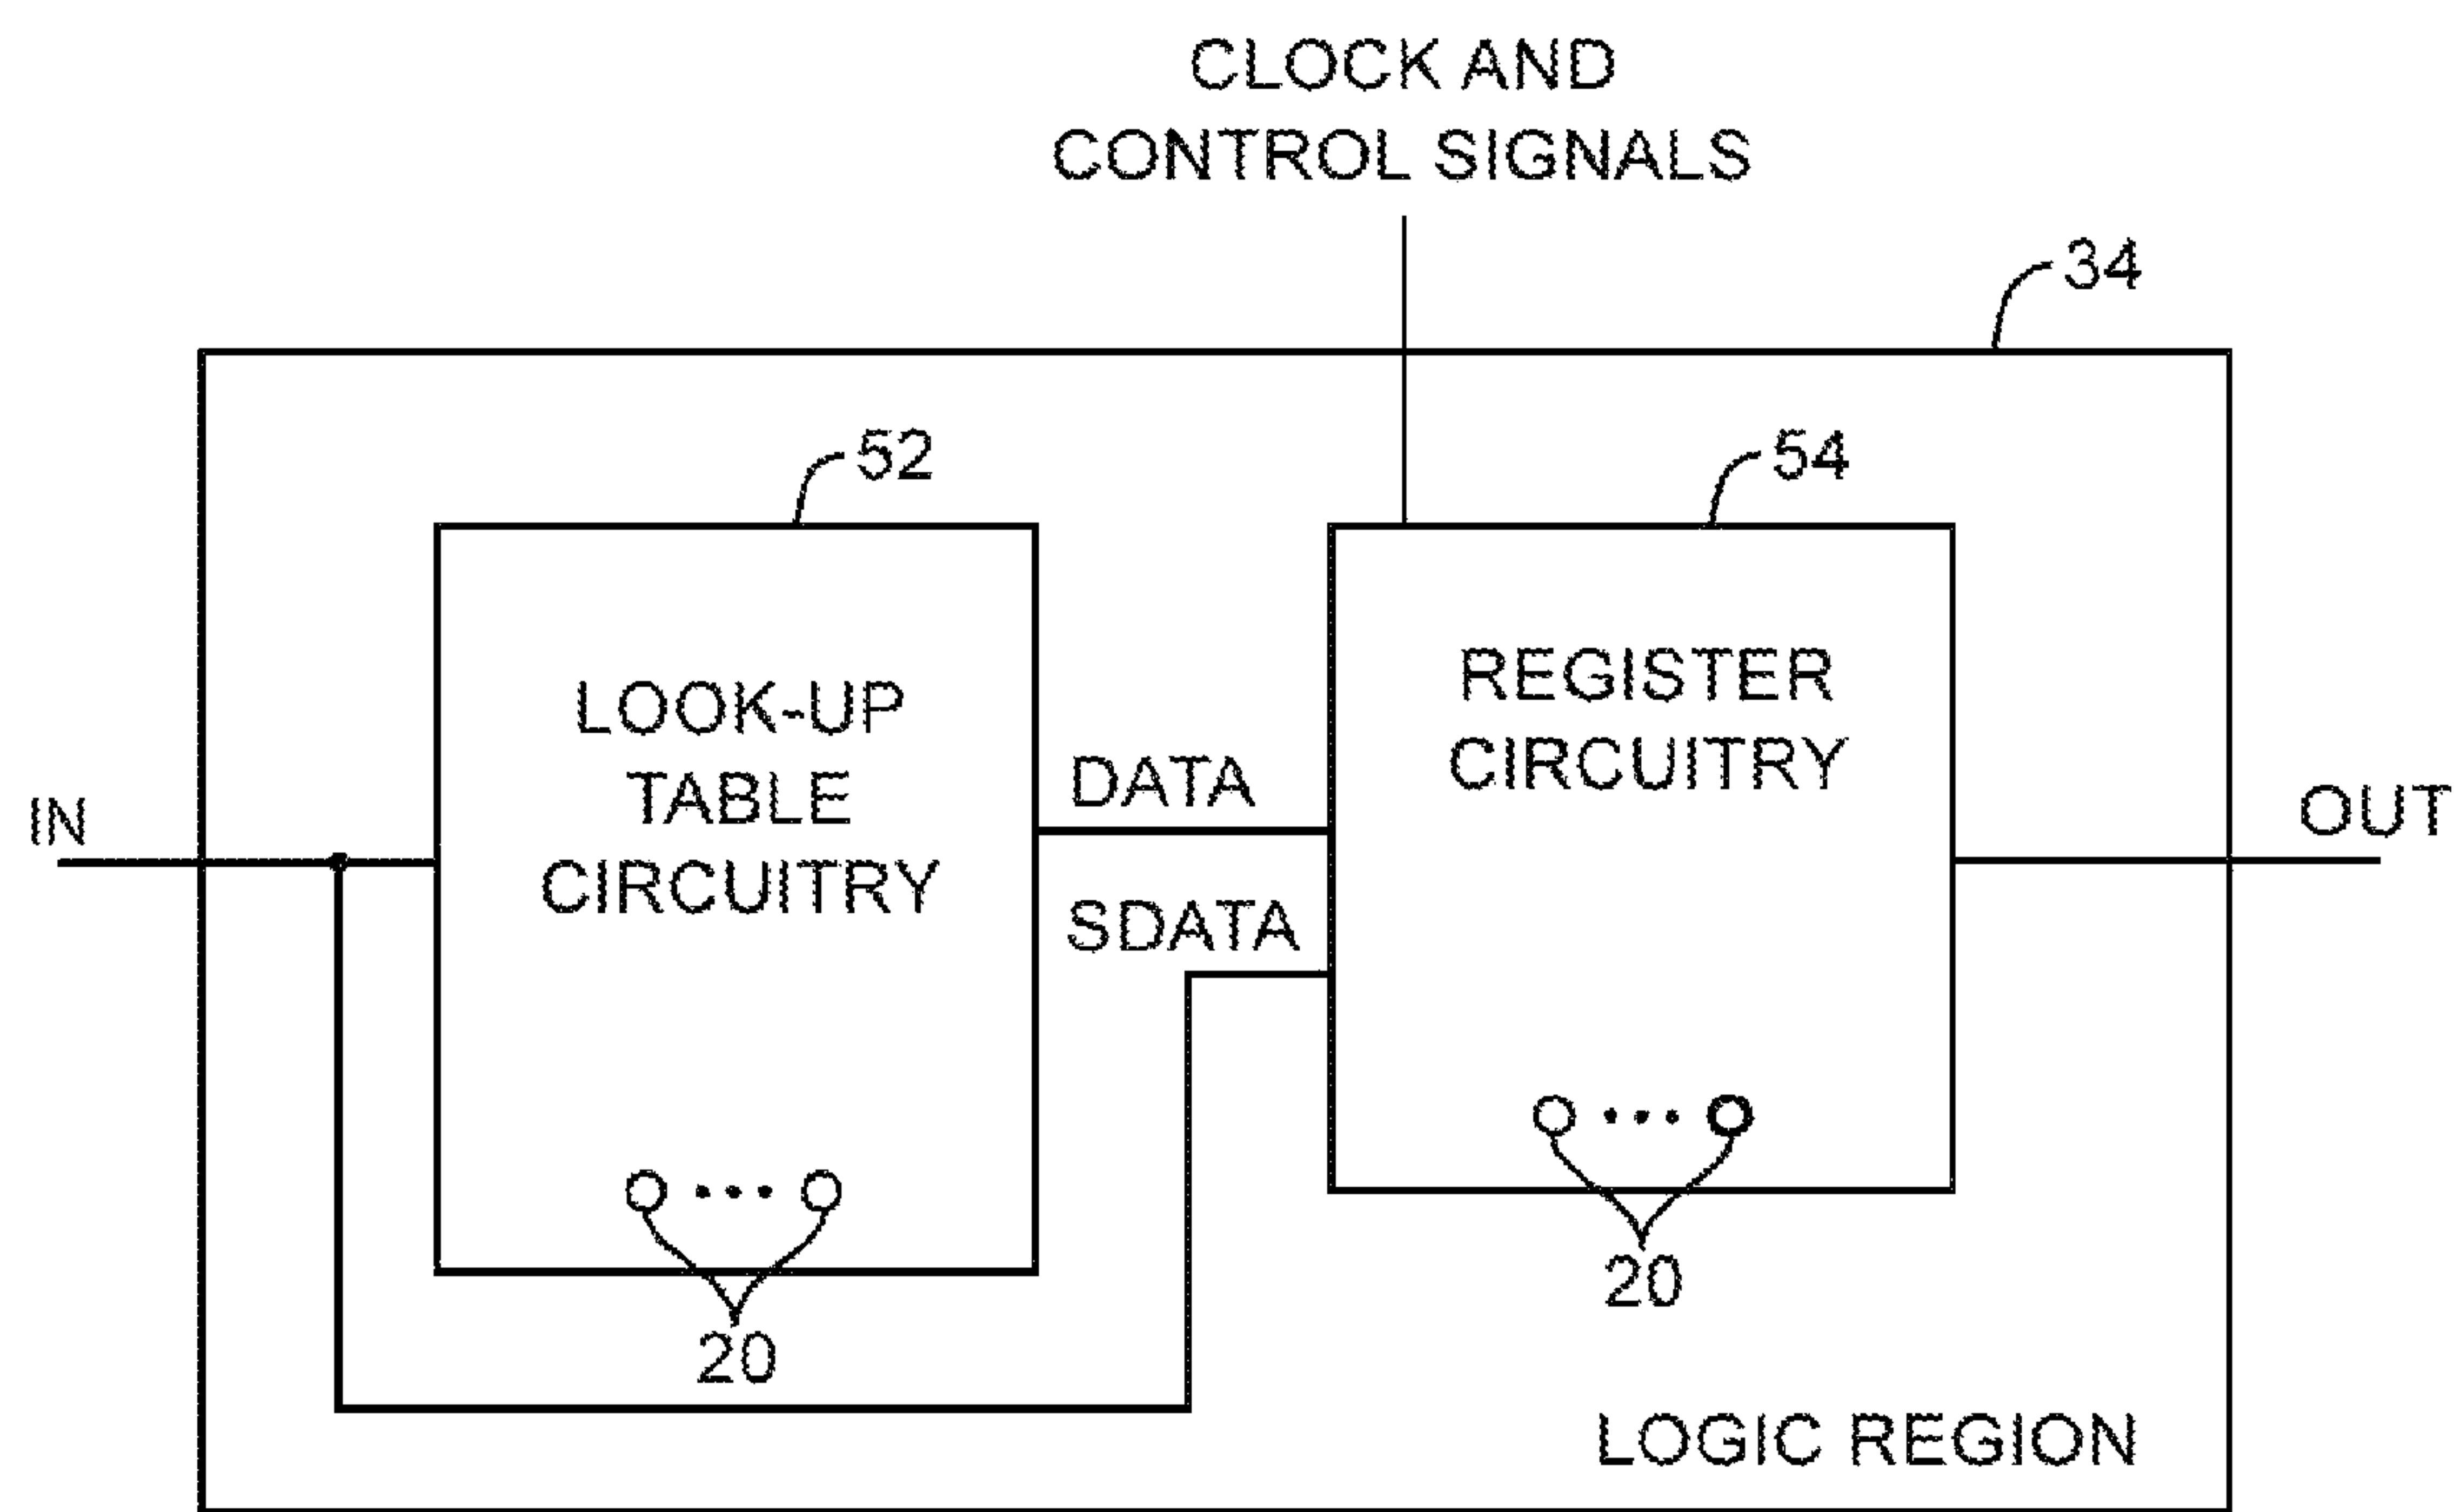 CLOCK AND
CONTROL SIGNALS
34
52
54
LOOK-UP
TABLE
CIRCUITRY
REGISTER
CIRCUITRY
DATA
SDATA
IN
OUT
20
20
LOGIC REGION